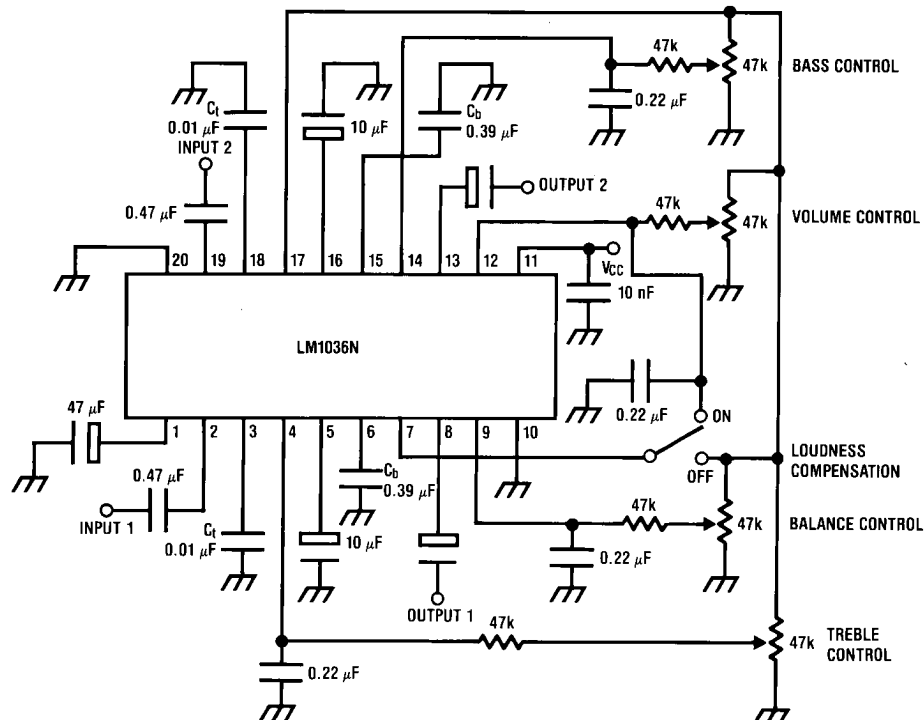 47k
47k
BASS CONTROL
0.22 μF
Ct
0.01 μF
10 μF
Cb
0.39 μF
INPUT 2
OUTPUT 2
0.47 μF
47k
47k
VOLUME CONTROL
20
19
18
17
16
15
14
13
12
11
VCC
10 nF
LM1036N
0.22 μF
ON
47 μF
1
2
3
4
5
6
7
8
9
10
OFF
LOUDNESS
COMPENSATION
0.47 μF
INPUT 1
Ct
0.01 μF
10 μF
Cb
0.39 μF
47k
47k
BALANCE CONTROL
0.22 μF
OUTPUT 1
47k
47k
TREBLE
CONTROL
0.22 μF